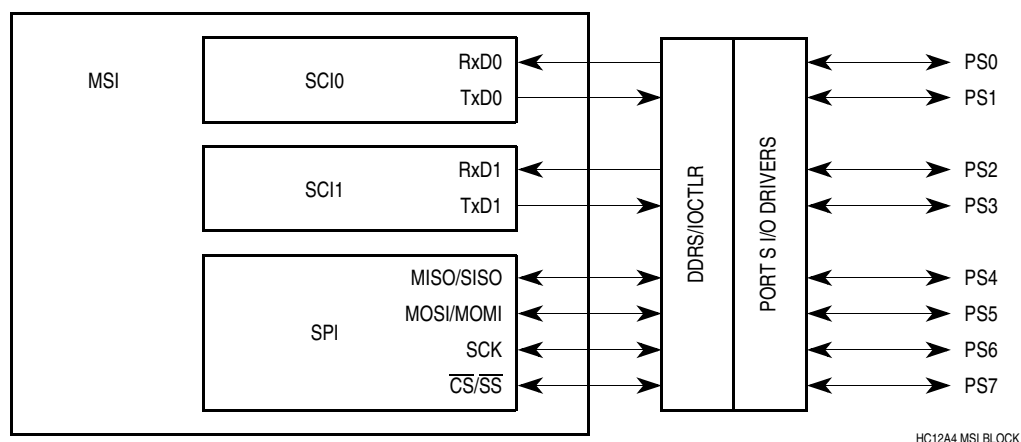 MSI
SCI0
RxD0
TxD0
SCI1
RxD1
TxD1
SPI
MISO/SISO
MOSI/MOMI
SCK
CS/SS
DDRS/IOCTLR
PORT S I/O DRIVERS
PS0
PS1
PS2
PS3
PS4
PS5
PS6
PS7
HC12A4 MSI BLOCK